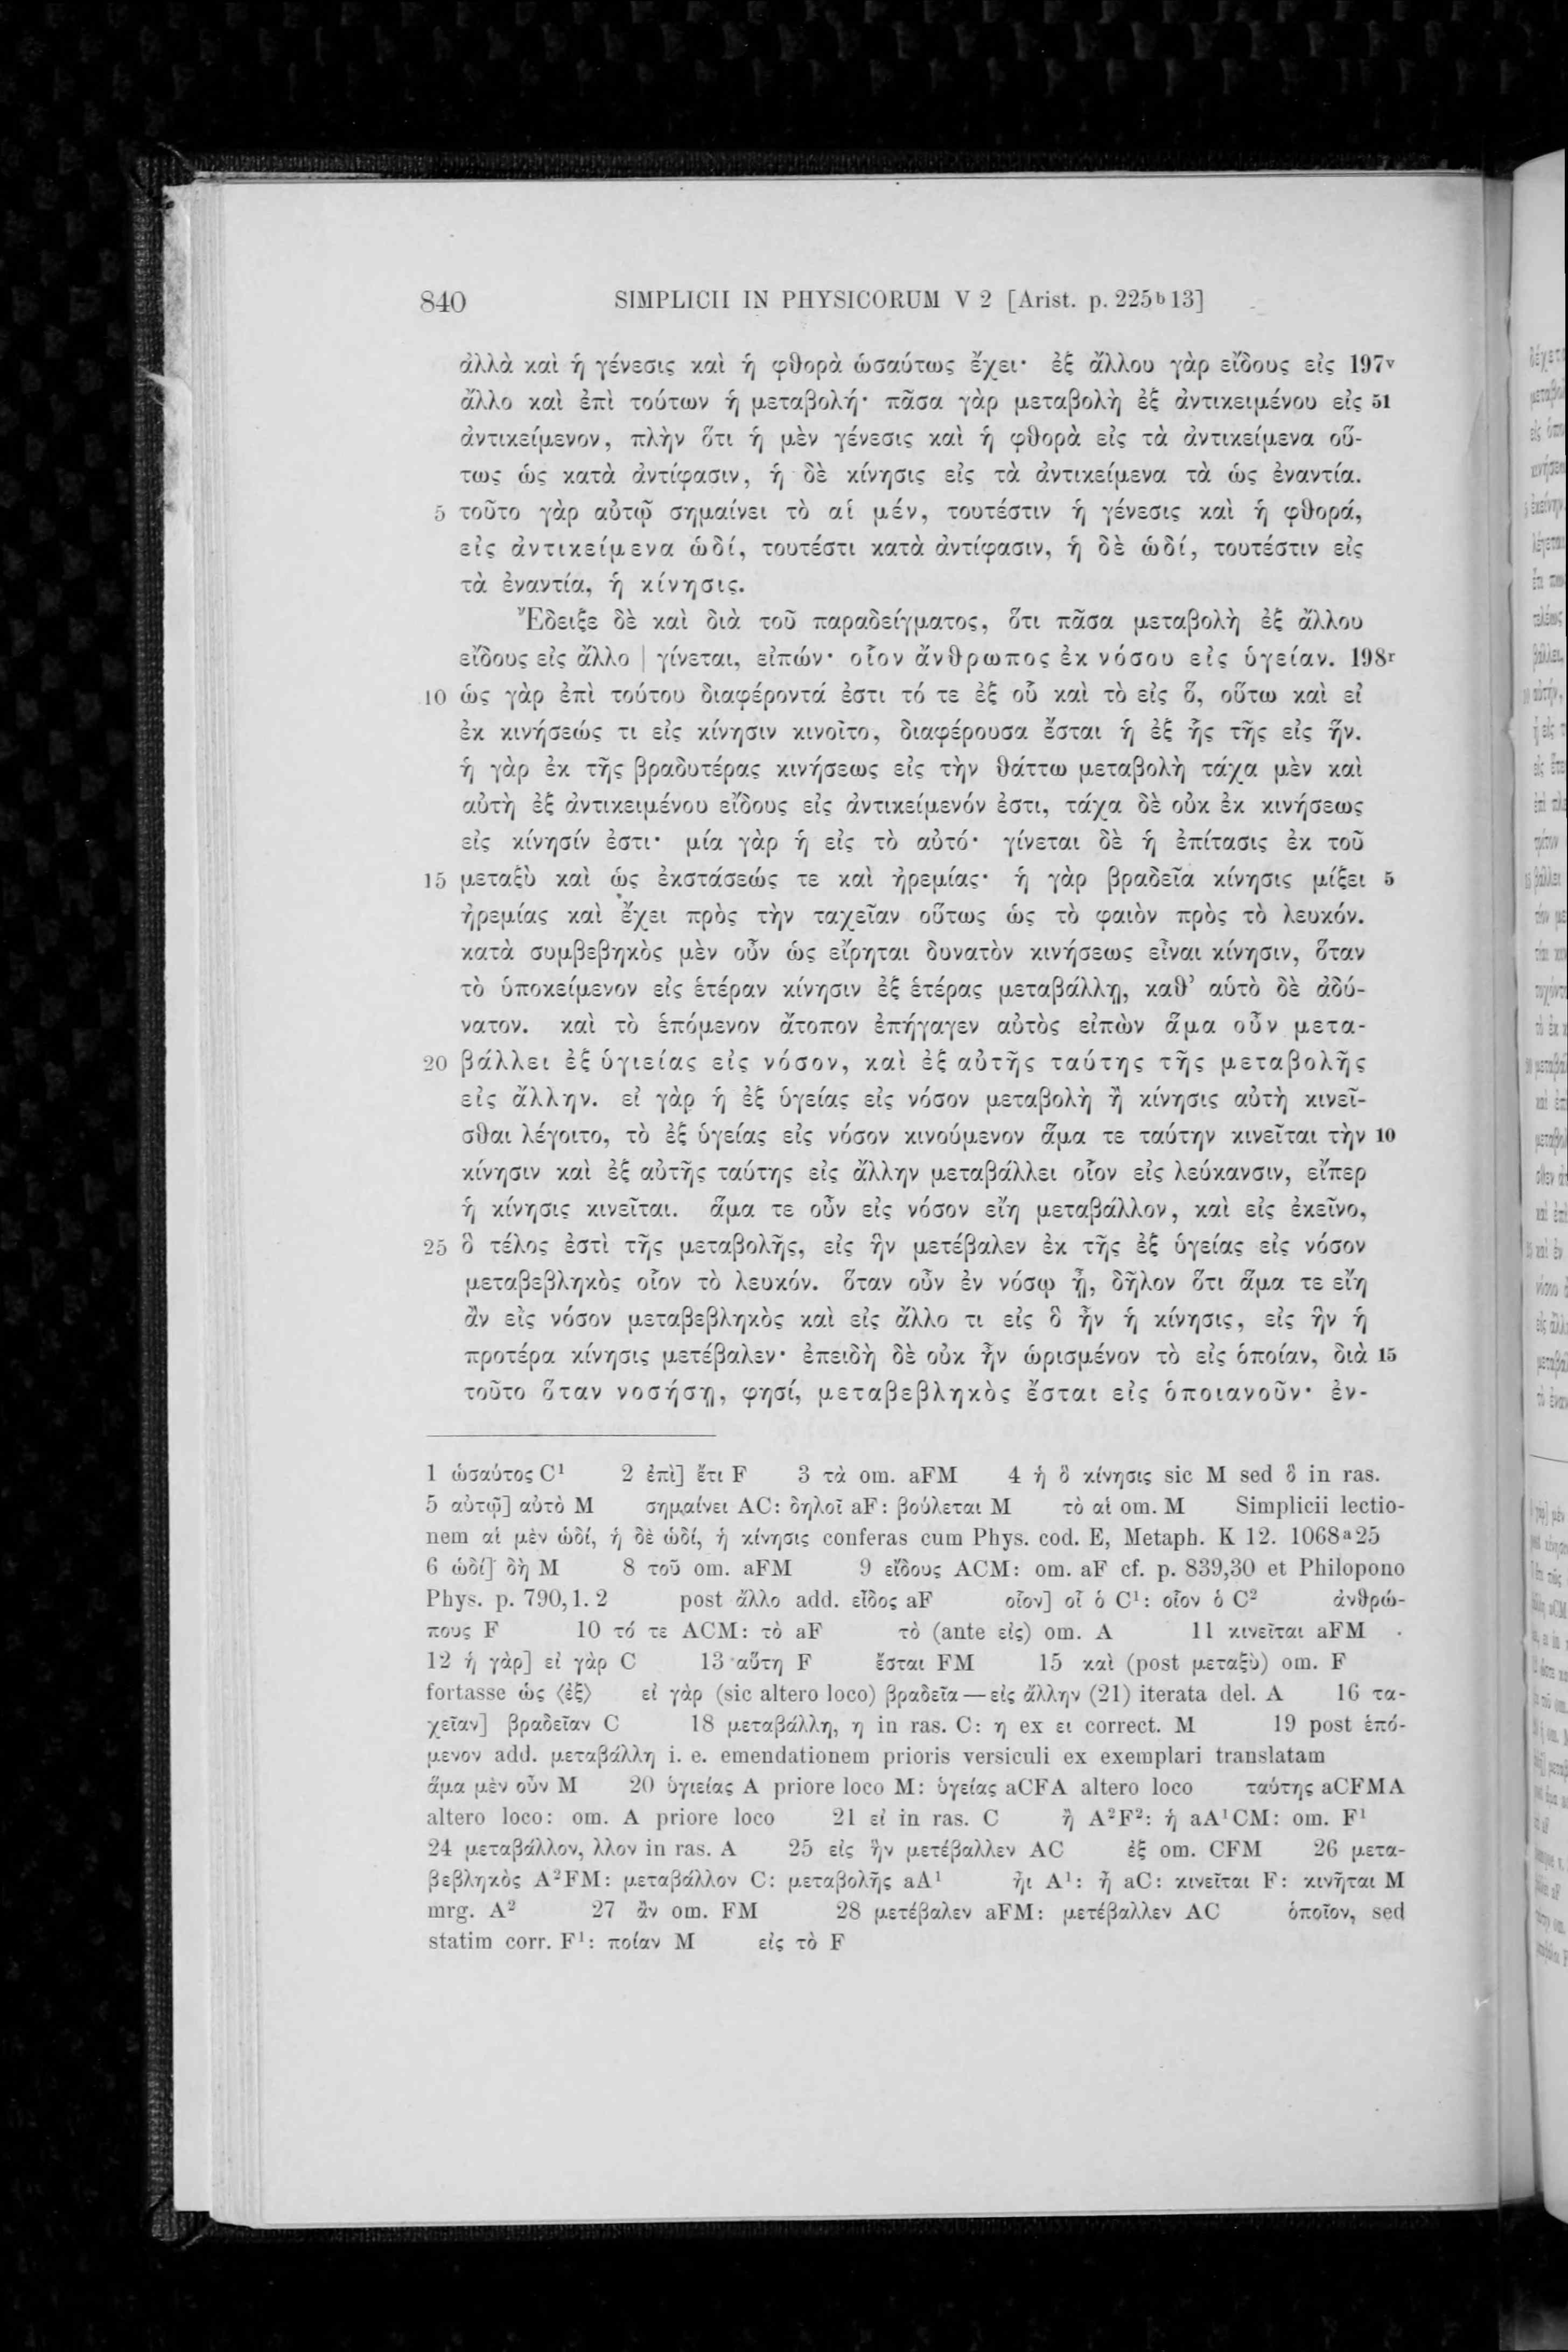 840 SIMPLICII IN PHYSICORUM V 2 [Arist. p. 225ᵇ13]
ἀλλὰ καὶ ἡ γένεσις καὶ ἡ φθορὰ ὡσαύτως ἔχει· ἐξ ἄλλου γὰρ εἴδους εἰς 197ᵛ
ἄλλο καὶ ἐπὶ τούτων ἡ μεταβολή· πᾶσα γὰρ μεταβολὴ ἐξ ἀντικειμένου εἰς 51
ἀντικείμενον, πλὴν ὅτι ἡ μὲν γένεσις καὶ ἡ φθορὰ εἰς τὰ ἀντικείμενα οὕ-
τως ὡς κατὰ ἀντίφασιν, ἡ δὲ κίνησις εἰς τὰ ἀντικείμενα τὰ ὡς ἐναντία.
5 τοῦτο γὰρ αὐτῷ σημαίνει τὸ αἱ μέν, τουτέστιν ἡ γένεσις καὶ ἡ φθορά,
εἰς ἀντικείμενα ὡδί, τουτέστι κατὰ ἀντίφασιν, ἡ δὲ ὡδί, τουτέστιν εἰς
τὰ ἐναντία, ἡ κίνησις.
Ἔδειξε δὲ καὶ διὰ τοῦ παραδείγματος, ὅτι πᾶσα μεταβολὴ ἐξ ἄλλου
εἴδους εἰς ἄλλο | γίνεται, εἰπών· οἷον ἄνθρωπος ἐκ νόσου εἰς ὑγείαν. 198ʳ
10 ὡς γὰρ ἐπὶ τούτου διαφέροντά ἐστι τό τε ἐξ οὗ καὶ τὸ εἰς ὅ, οὕτω καὶ εἰ
ἐκ κινήσεώς τι εἰς κίνησιν κινοῖτο, διαφέρουσα ἔσται ἡ ἐξ ἧς τῆς εἰς ἥν.
ἡ γὰρ ἐκ τῆς βραδυτέρας κινήσεως εἰς τὴν θάττω μεταβολὴ τάχα μὲν καὶ
αὐτὴ ἐξ ἀντικειμένου εἴδους εἰς ἀντικείμενόν ἐστι, τάχα δὲ οὐκ ἐκ κινήσεως
εἰς κίνησίν ἐστι· μία γὰρ ἡ εἰς τὸ αὐτό· γίνεται δὲ ἡ ἐπίτασις ἐκ τοῦ
15 μεταξὺ καὶ ὡς ἐκστάσεώς τε καὶ ἠρεμίας· ἡ γὰρ βραδεῖα κίνησις μίξει 5
ἠρεμίας καὶ ἔχει πρὸς τὴν ταχεῖαν οὕτως ὡς τὸ φαιὸν πρὸς τὸ λευκόν.
κατὰ συμβεβηκὸς μὲν οὖν ὡς εἴρηται δυνατὸν κινήσεως εἶναι κίνησιν, ὅταν
τὸ ὑποκείμενον εἰς ἑτέραν κίνησιν ἐξ ἑτέρας μεταβάλλῃ, καθ’ αὑτὸ δὲ ἀδύ-
νατον. καὶ τὸ ἑπόμενον ἄτοπον ἐπήγαγεν αὐτὸς εἰπὼν ἅμα οὖν μετα-
20 βάλλει ἐξ ὑγιείας εἰς νόσον, καὶ ἐξ αὐτῆς ταύτης τῆς μεταβολῆς
εἰς ἄλλην. εἰ γὰρ ἡ ἐξ ὑγείας εἰς νόσον μεταβολὴ ἢ κίνησις αὐτὴ κινεῖ-
σθαι λέγοιτο, τὸ ἐξ ὑγείας εἰς νόσον κινούμενον ἅμα τε ταύτην κινεῖται τὴν 10
κίνησιν καὶ ἐξ αὐτῆς ταύτης εἰς ἄλλην μεταβάλλει οἷον εἰς λεύκανσιν, εἴπερ
ἡ κίνησις κινεῖται. ἅμα τε οὖν εἰς νόσον εἴη μεταβάλλον, καὶ εἰς ἐκεῖνο,
25 ὃ τέλος ἐστὶ τῆς μεταβολῆς, εἰς ἣν μετέβαλεν ἐκ τῆς ἐξ ὑγείας εἰς νόσον
μεταβεβληκὸς οἷον τὸ λευκόν. ὅταν οὖν ἐν νόσῳ ᾖ, δῆλον ὅτι ἅμα τε εἴη
ἂν εἰς νόσον μεταβεβληκὸς καὶ εἰς ἄλλο τι εἰς ὃ ἦν ἡ κίνησις, εἰς ἣν ἡ
προτέρα κίνησις μετέβαλεν· ἐπειδὴ δὲ οὐκ ἦν ὡρισμένον τὸ εἰς ὁποίαν, διὰ 15
τοῦτο ὅταν νοσήσῃ, φησί, μεταβεβληκὸς ἔσται εἰς ὁποιανοῦν· ἐν-
1 ὡσαύτος C¹ 2 ἐπὶ] ἔτι F 3 τὰ om. aFM 4 ἡ δ̄ κίνησις sic M sed δ̄ in ras.
5 αὐτῷ] αὐτὸ M σημαίνει AC: δηλοῖ aF: βούλεται M τὸ αἱ om. M Simplicii lectio-
nem αἱ μὲν ὡδί, ἡ δὲ ὡδί, ἡ κίνησις conferas cum Phys. cod. E, Metaph. K 12. 1068ᵃ25
6 ὡδί] δὴ M 8 τοῦ om. aFM 9 εἴδους ACM: om. aF cf. p. 839,30 et Philopono
Phys. p. 790,1. 2 post ἄλλο add. εἶδος aF οἷον] οἷ ὁ C¹: οἷον ὁ C² ἀνθρώ-
πους F 10 τό τε ACM: τὸ aF τὸ (ante εἰς) om. A 11 κινεῖται aFM
12 ἡ γὰρ] εἰ γὰρ C 13 αὕτη F ἔσται FM 15 καὶ (post μεταξὺ) om. F
fortasse ὡς ⟨ἐξ⟩ εἰ γὰρ (sic altero loco) βραδεῖα — εἰς ἄλλην (21) iterata del. A 16 τα-
χεῖαν] βραδεῖαν C 18 μεταβάλλη, η in ras. C: η ex ει correct. M 19 post ἑπό-
μενον add. μεταβάλλη i. e. emendationem prioris versiculi ex exemplari translatam
ἅμα μὲν οὖν M 20 ὑγιείας A priore loco M: ὑγείας aCFA altero loco ταύτης aCFMA
altero loco: om. A priore loco 21 εἰ in ras. C ἢ A²F²: ἡ aA¹CM: om. F¹
24 μεταβάλλον, λλον in ras. A 25 εἰς ἣν μετέβαλλεν AC ἐξ om. CFM 26 μετα-
βεβληκὸς A²FM: μεταβάλλον C: μεταβολῆς aA¹ ἦι A¹: ἦ aC: κινεῖται F: κινῆται M
mrg. A² 27 ἂν om. FM 28 μετέβαλεν aFM: μετέβαλλεν AC ὁποῖον, sed
statim corr. F¹: ποίαν M εἰς τὸ F